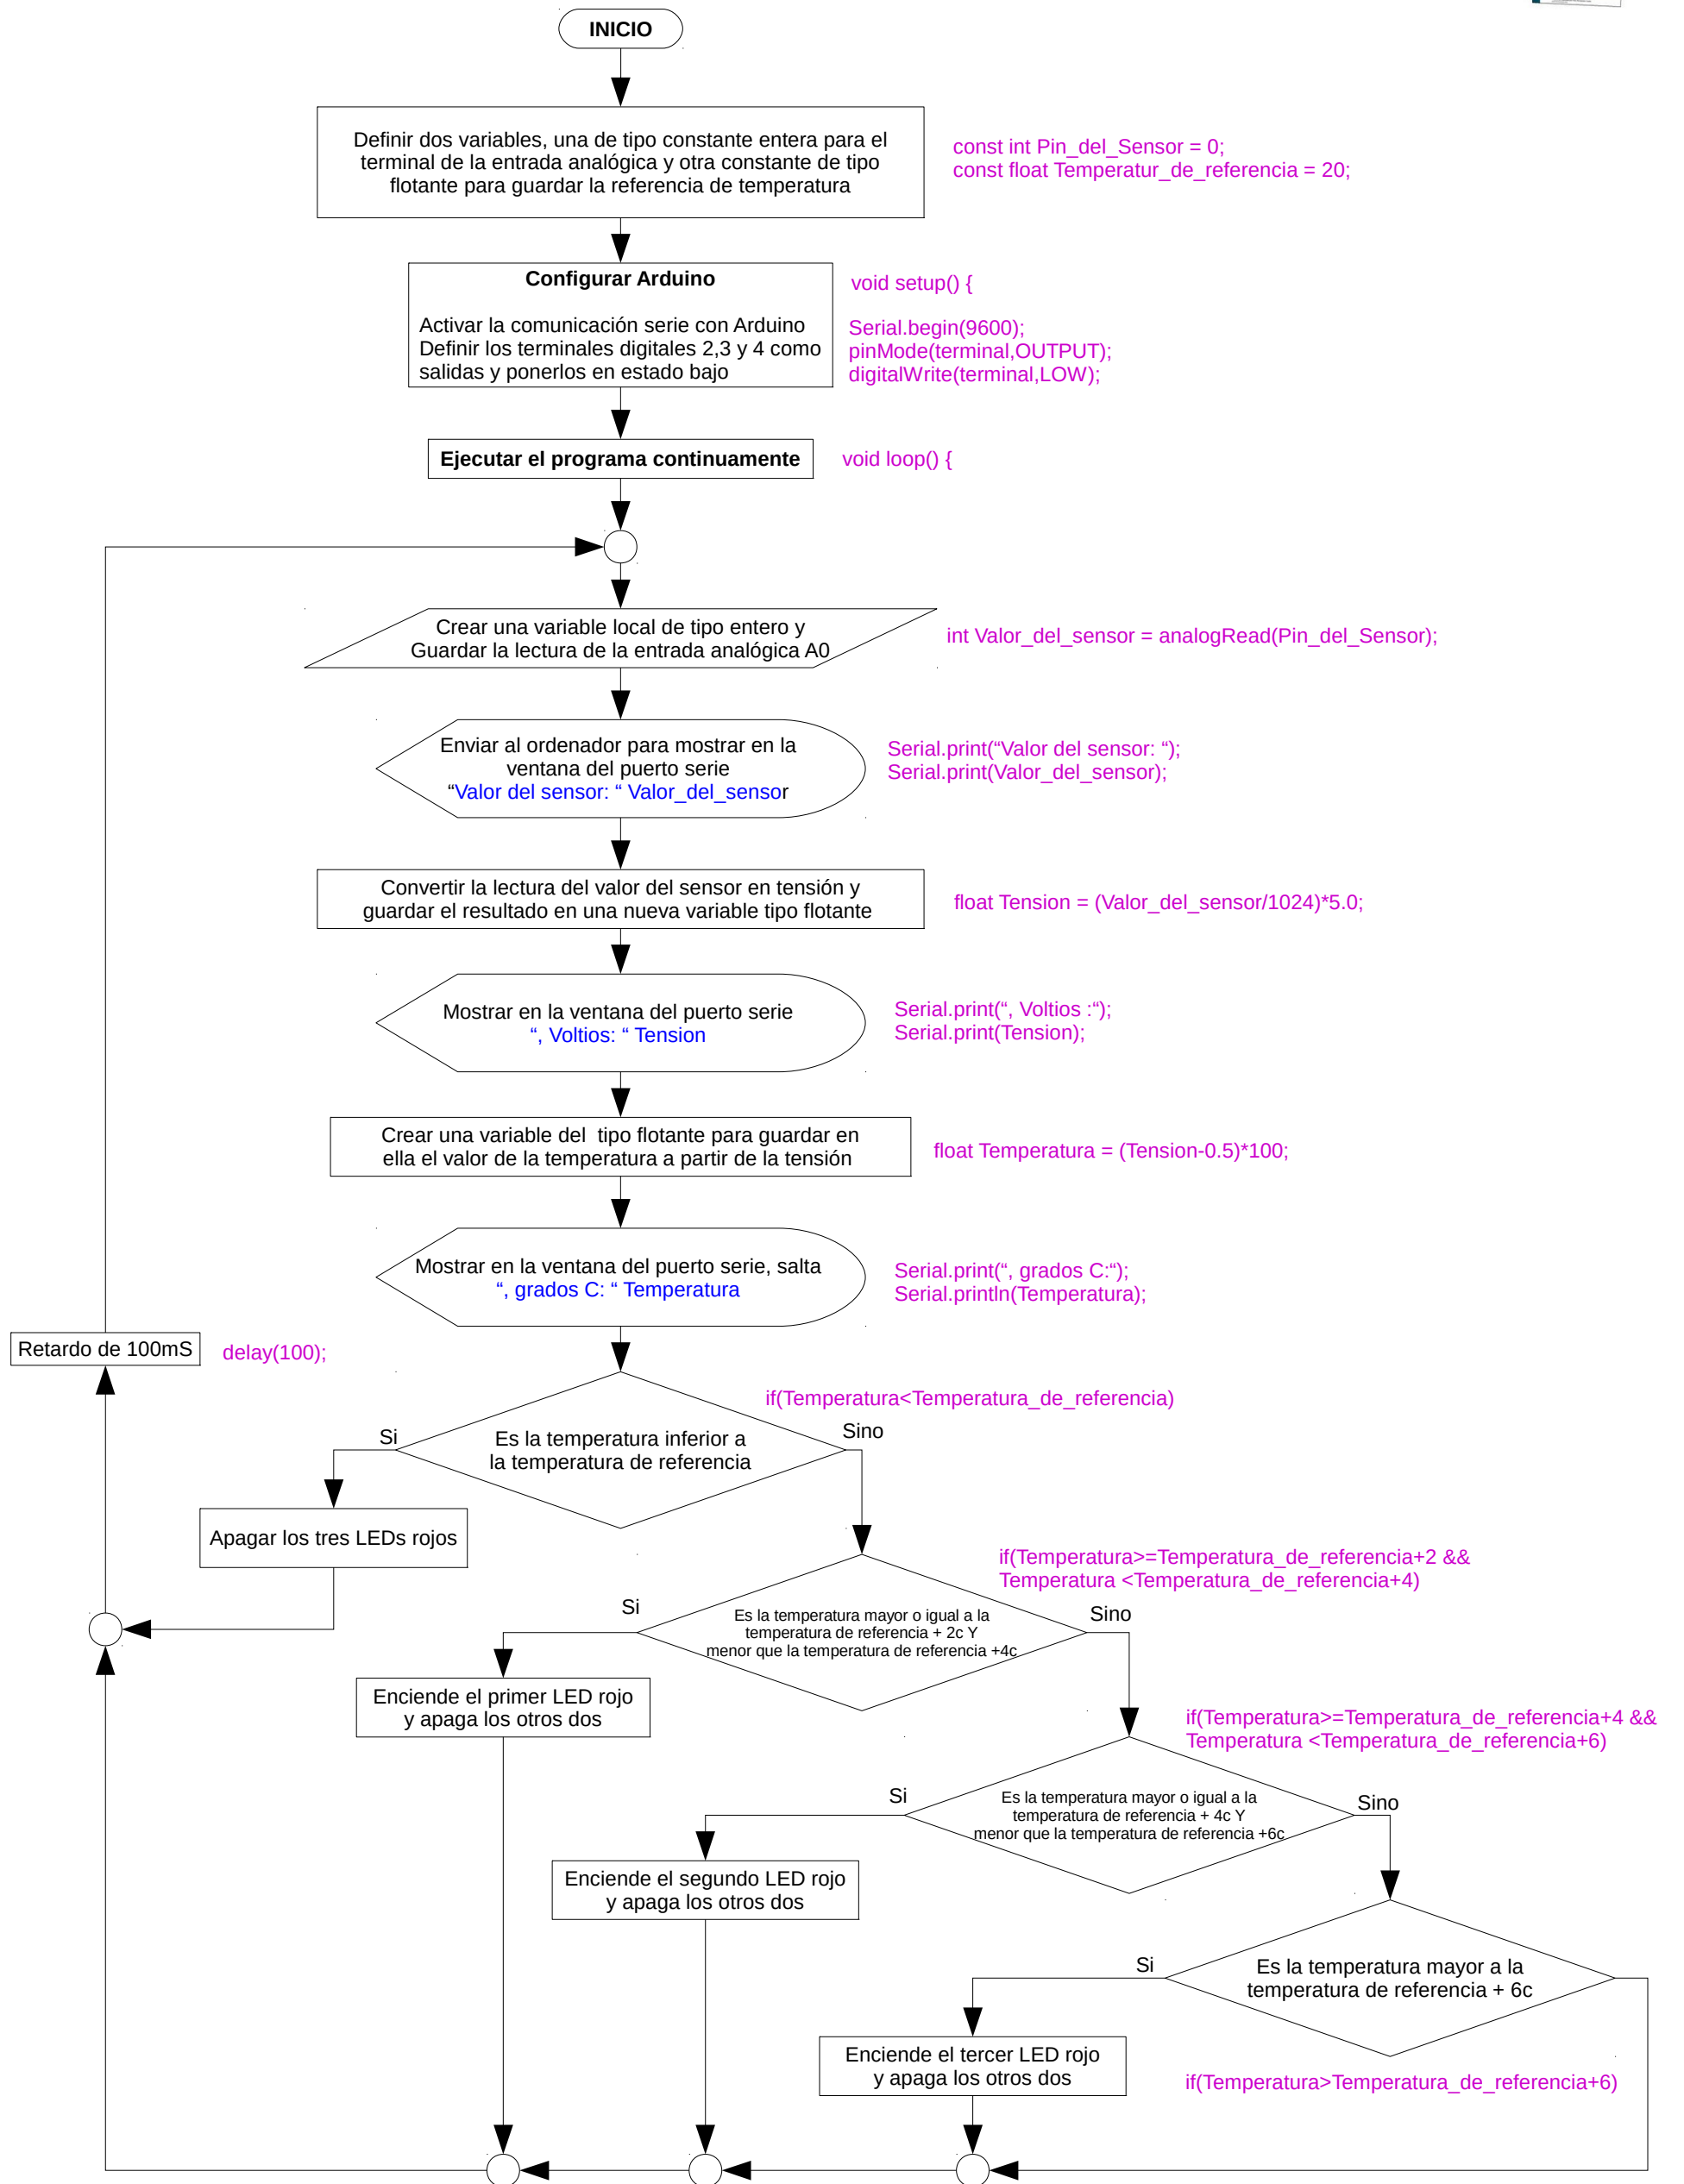 INICIO
Definir dos variables, una de tipo constante entera para el
terminal de la entrada analógica y otra constante de tipo
flotante para guardar la referencia de temperatura
const int Pin_del_Sensor = 0;
const float Temperatur_de_referencia = 20;
Configurar Arduino
Activar la comunicación serie con Arduino
Definir los terminales digitales 2,3 y 4 como
salidas y ponerlos en estado bajo
void setup() {
Serial.begin(9600);
pinMode(terminal,OUTPUT);
digitalWrite(terminal,LOW);
Ejecutar el programa continuamente
void loop() {
Crear una variable local de tipo entero y
Guardar la lectura de la entrada analógica A0
int Valor_del_sensor = analogRead(Pin_del_Sensor);
Enviar al ordenador para mostrar en la
ventana del puerto serie
“Valor del sensor: “ Valor_del_sensor
Serial.print(“Valor del sensor: “);
Serial.print(Valor_del_sensor);
Convertir la lectura del valor del sensor en tensión y
guardar el resultado en una nueva variable tipo flotante
float Tension = (Valor_del_sensor/1024)*5.0;
Mostrar en la ventana del puerto serie
“, Voltios: “ Tension
Serial.print(“, Voltios :“);
Serial.print(Tension);
Crear una variable del  tipo flotante para guardar en
ella el valor de la temperatura a partir de la tensión
float Temperatura = (Tension-0.5)*100;
Mostrar en la ventana del puerto serie, salta
“, grados C: “ Temperatura
Serial.print(“, grados C:“);
Serial.println(Temperatura);
Retardo de 100mS
delay(100);
if(Temperatura<Temperatura_de_referencia)
Si
Es la temperatura inferior a
la temperatura de referencia
Sino
Apagar los tres LEDs rojos
if(Temperatura>=Temperatura_de_referencia+2 &&
Temperatura <Temperatura_de_referencia+4)
Si
Es la temperatura mayor o igual a la
temperatura de referencia + 2c Y
menor que la temperatura de referencia +4c
Sino
Enciende el primer LED rojo
y apaga los otros dos
if(Temperatura>=Temperatura_de_referencia+4 &&
Temperatura <Temperatura_de_referencia+6)
Si
Es la temperatura mayor o igual a la
temperatura de referencia + 4c Y
menor que la temperatura de referencia +6c
Sino
Enciende el segundo LED rojo
y apaga los otros dos
Si
Es la temperatura mayor a la
temperatura de referencia + 6c
Enciende el tercer LED rojo
y apaga los otros dos
if(Temperatura>Temperatura_de_referencia+6)